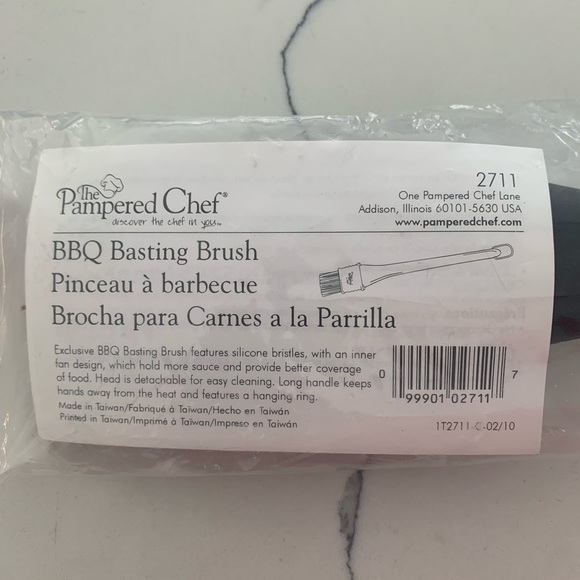 The
Pampered Chef®
discover the chef in you™
2711
One Pampered Chef Lane
Addison, Illinois 60101-5630 USA
www.pamperedchef.com
BBQ Basting Brush
Pinceau à barbecue
Brocha para Carnes a la Parrilla
Exclusive BBQ Basting Brush features silicone bristles, with an inner
fan design, which hold more sauce and provide better coverage
of food. Head is detachable for easy cleaning. Long handle keeps
hands away from the heat and features a hanging ring.
Made in Taiwan/Fabriqué à Taïwan/Hecho en Taiwán
Printed in Taiwan/Imprimé à Taïwan/Impreso en Taiwán
0 99901 02711 7
1T2711-C-02/10